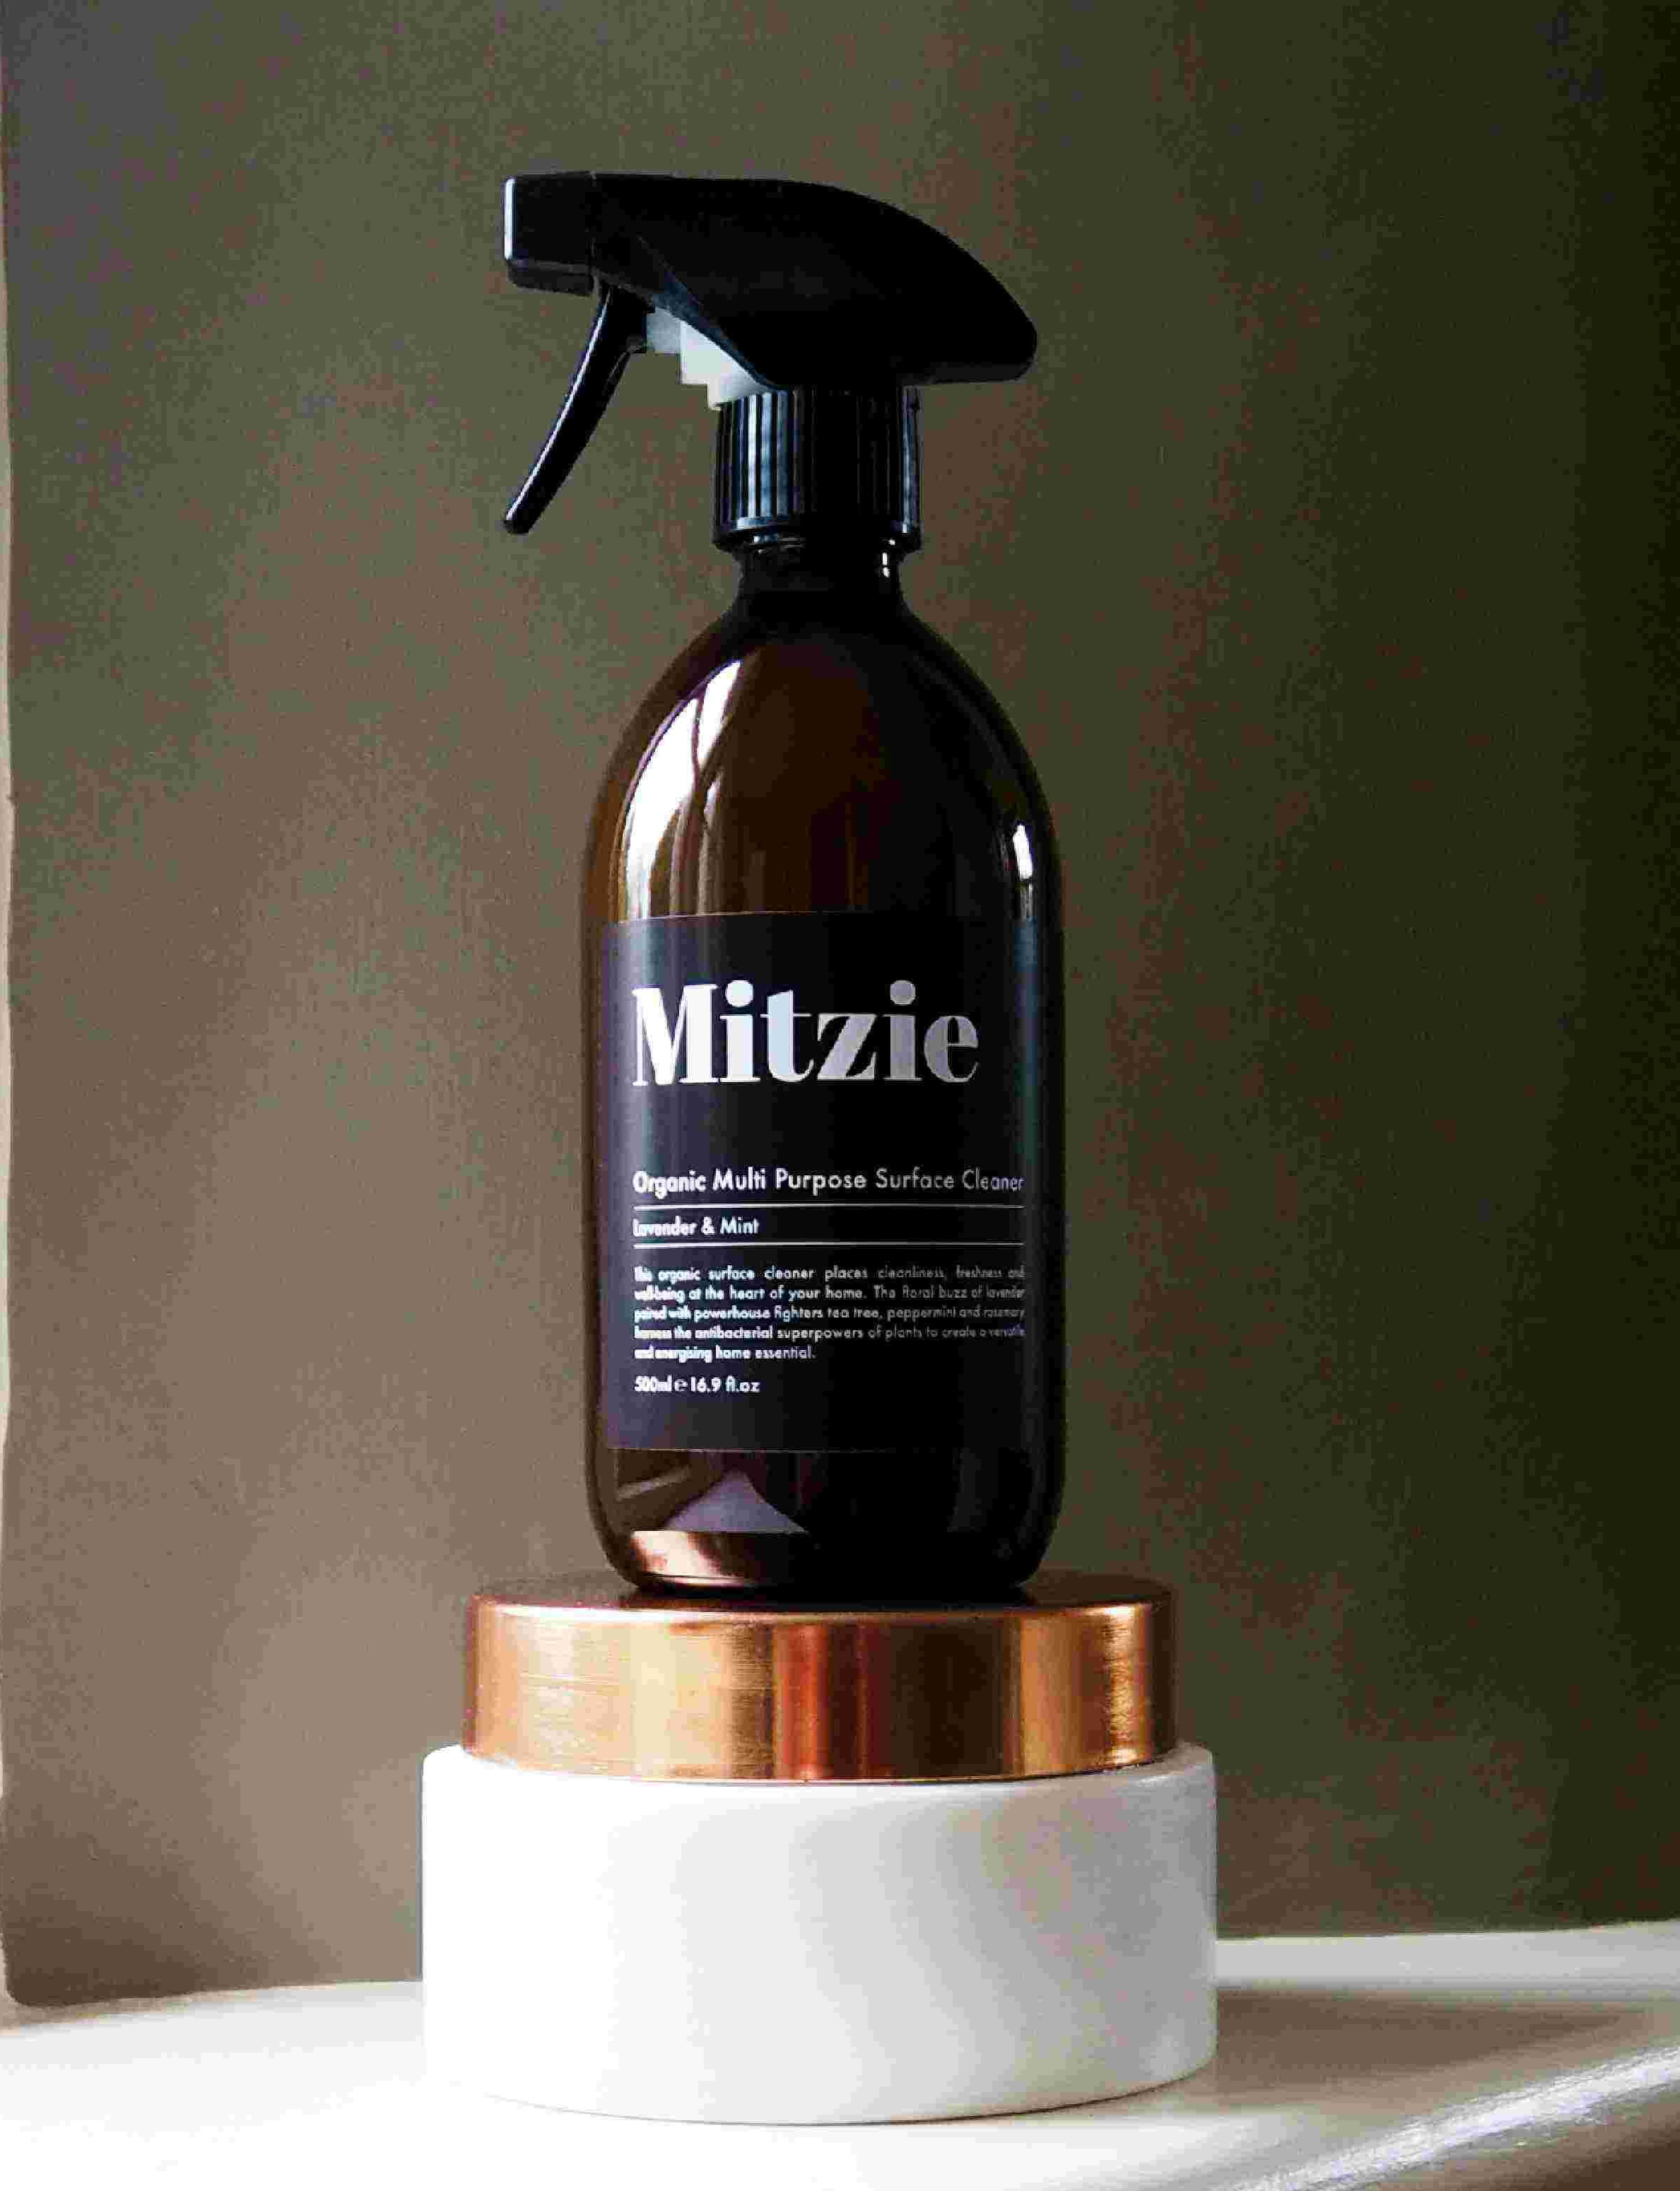 Mitzie
Organic Multi Purpose Surface Cleaner
Lavender & Mint
This organic surface cleaner places cleanliness, freshness and
well-being at the heart of your home. The floral buzz of lavender
paired with powerhouse fighters tea tree, peppermint and rosemary
harness the antibacterial superpowers of plants to create a versatile
and energising home essential.
500ml e 16.9 fl.oz